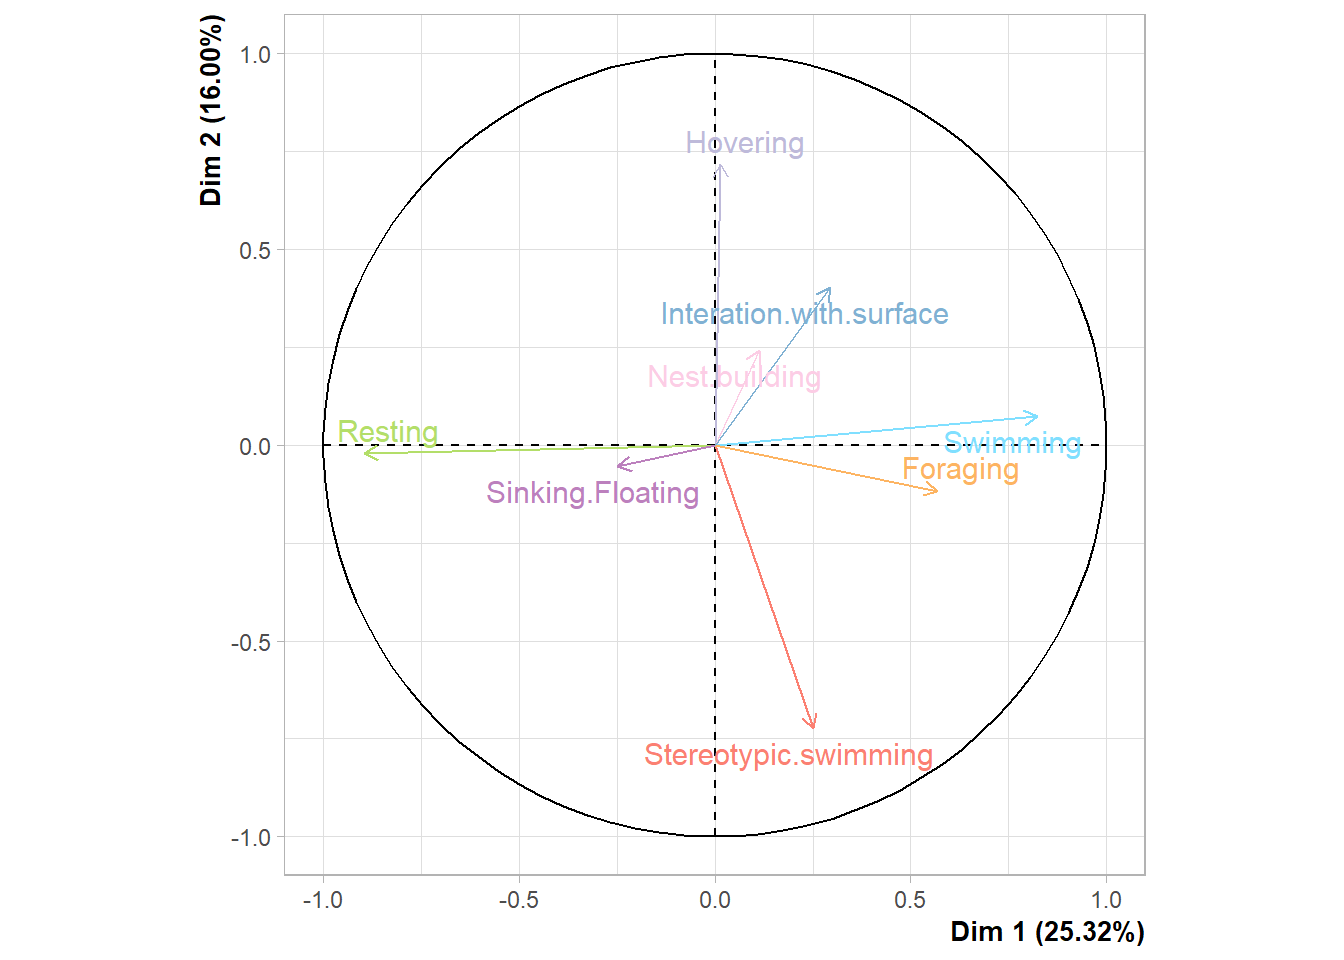 Dim 2 (16.00%)
1.0
0.5
0.0
-0.5
-1.0
Hovering
Interation.with.surface
Nest.building
Resting
Swimming
Foraging
Sinking.Floating
Stereotypic.swimming
-1.0
-0.5
0.0
0.5
1.0
Dim 1 (25.32%)